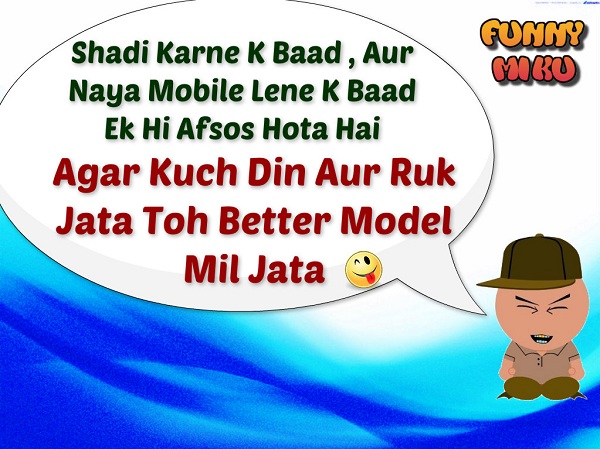 FUNNY
MIKU
Shadi Karne K Baad , Aur
Naya Mobile Lene K Baad
Ek Hi Afsos Hota Hai
Agar Kuch Din Aur Ruk
Jata Toh Better Model
Mil Jata